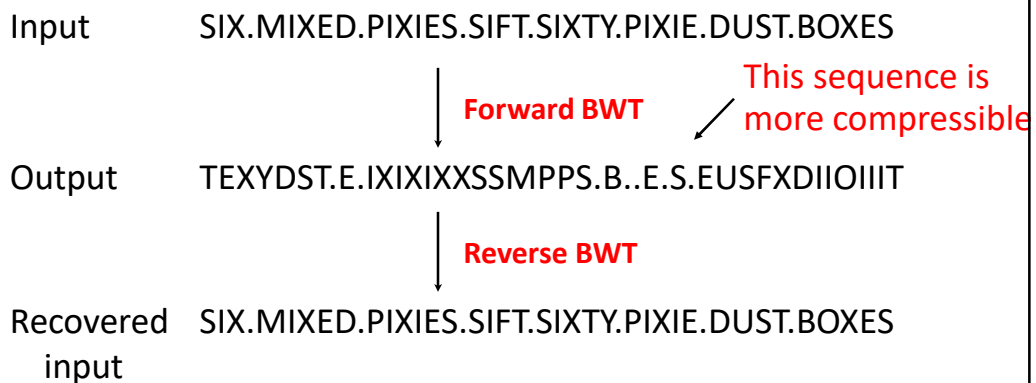 Input SIX.MIXED.PIXIES.SIFT.SIXTY.PIXIE.DUST.BOXES
This sequence is
Forward BWT
more compressible
Output TEXYDST.E.IXIXIXXSSMPPS.B..E.S.EUSFXDIIOIIIT
Reverse BWT
Recovered SIX.MIXED.PIXIES.SIFT.SIXTY.PIXIE.DUST.BOXES
input